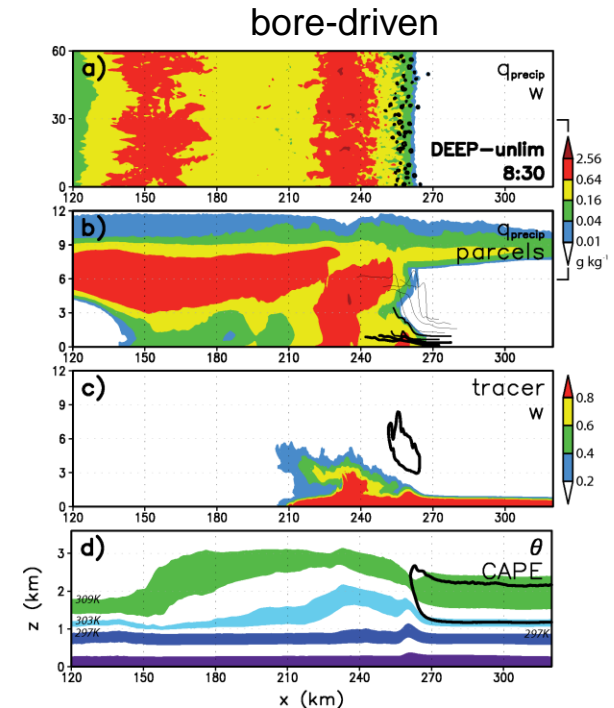 bore-driven
a)
q precip
w
DEEP-unlim
8:30
60
30
0
120 150 180 210 240 270 300
2.56
0.64
0.16
0.04
0.01
g kg⁻¹
b)
q precip
parcels
12
9
6
3
0
120 150 180 210 240 270 300
c)
tracer
w
12
9
6
3
0
120 150 180 210 240 270 300
0.8
0.6
0.4
0.2
d)
θ
CAPE
3
2
1
0
z (km)
309K
303K
297K
297K
120 150 180 210 240 270 300
x (km)